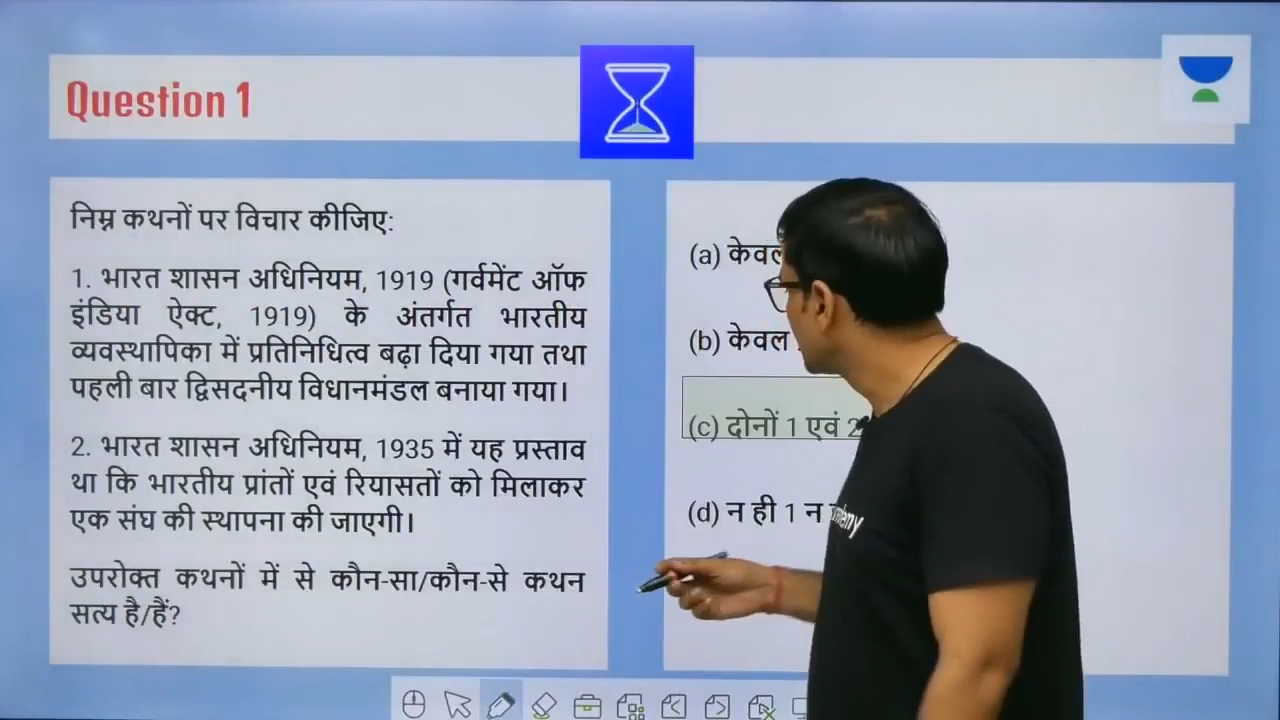 Question 1
निम्न कथनों पर विचार कीजिए:
1. भारत शासन अधिनियम, 1919 (गर्वमेंट ऑफ
इंडिया ऐक्ट, 1919) के अंतर्गत भारतीय
व्यवस्थापिका में प्रतिनिधित्व बढ़ा दिया गया तथा
पहली बार द्विसदनीय विधानमंडल बनाया गया।
2. भारत शासन अधिनियम, 1935 में यह प्रस्ताव
था कि भारतीय प्रांतों एवं रियासतों को मिलाकर
एक संघ की स्थापना की जाएगी।
उपरोक्त कथनों में से कौन-सा/कौन-से कथन
सत्य है/हैं?
(a) केवल
(b) केवल
(c) दोनों 1 एवं 2
(d) न ही 1 न